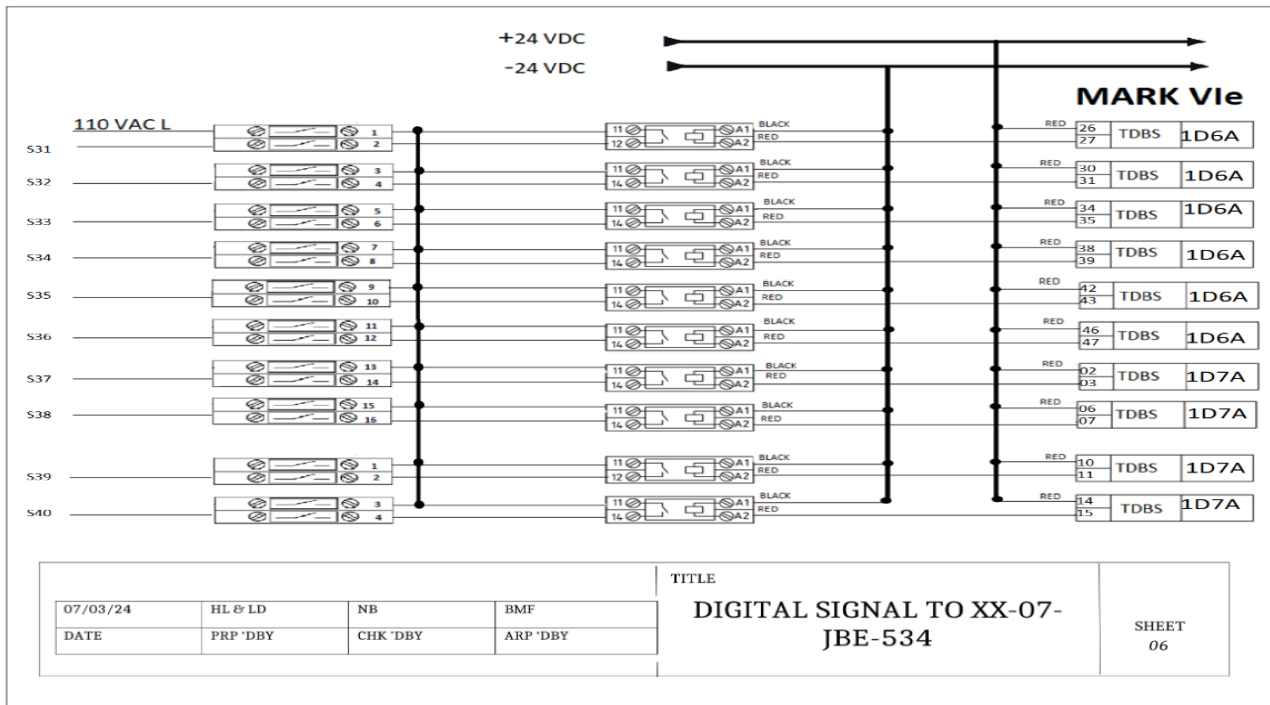 +24 VDC
-24 VDC
MARK VIe
110 VAC L
S31 1 2 11 12 A1 A2 BLACK RED RED 26 27 TDBS 1D6A
S32 3 4 11 14 A1 A2 BLACK RED RED 30 31 TDBS 1D6A
S33 5 6 11 14 A1 A2 BLACK RED RED 34 35 TDBS 1D6A
S34 7 8 11 14 A1 A2 BLACK RED RED 38 39 TDBS 1D6A
S35 9 10 11 14 A1 A2 BLACK RED RED 42 43 TDBS 1D6A
S36 11 12 11 14 A1 A2 BLACK RED RED 46 47 TDBS 1D6A
S37 13 14 11 14 A1 A2 BLACK RED RED 02 03 TDBS 1D7A
S38 15 16 11 14 A1 A2 BLACK RED RED 06 07 TDBS 1D7A
S39 1 2 11 12 A1 A2 BLACK RED RED 10 11 TDBS 1D7A
S40 3 4 11 14 A1 A2 BLACK RED RED 14 15 TDBS 1D7A
07/03/24 HL & LD NB BMF
DATE PRP 'DBY CHK 'DBY ARP 'DBY
TITLE
DIGITAL SIGNAL TO XX-07-
JBE-534
SHEET
06